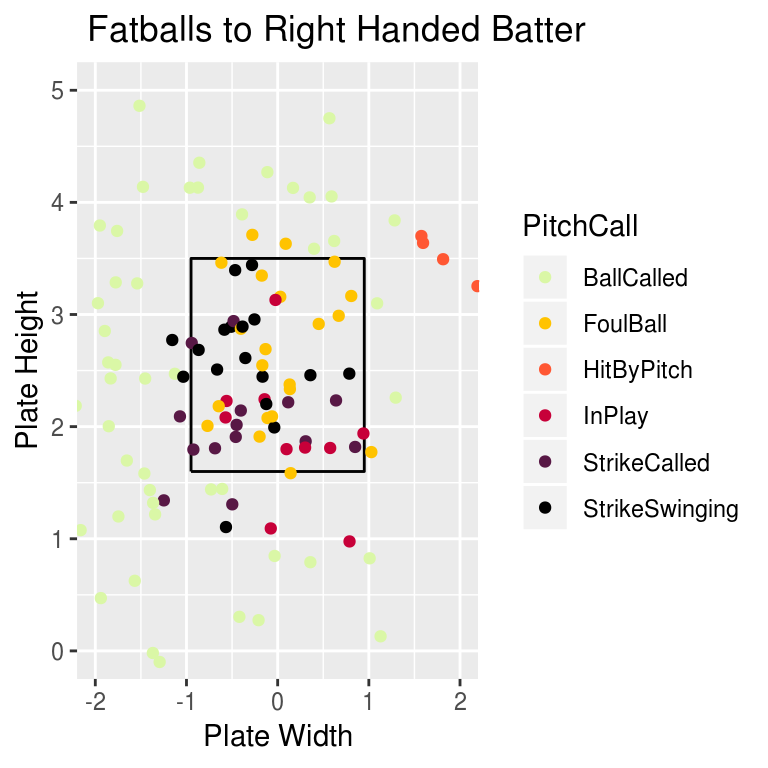 Fatballs to Right Handed Batter
5
4
3
2
1
0
Plate Height
-2 -1 0 1 2
Plate Width
PitchCall
BallCalled
FoulBall
HitByPitch
InPlay
StrikeCalled
StrikeSwinging